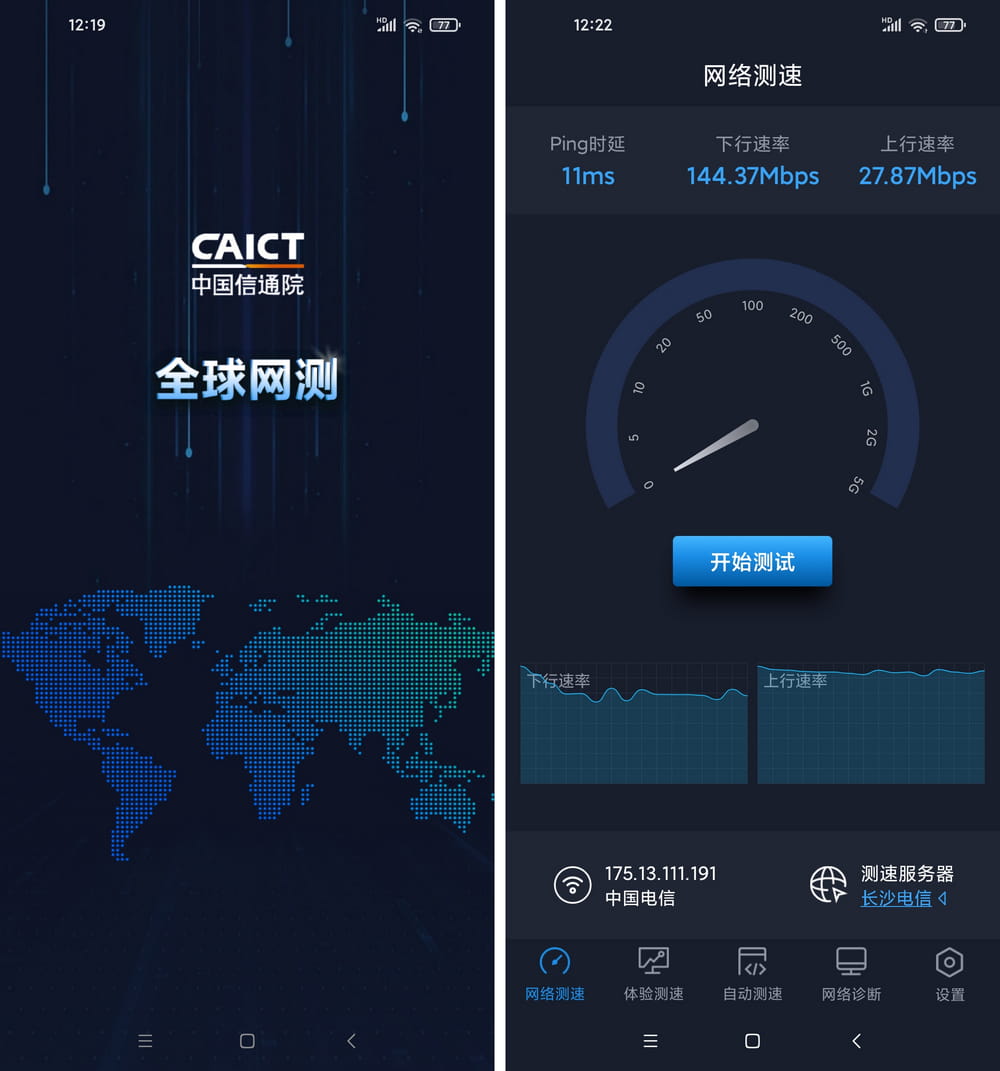 12:19
HD
77
CAICT
中国信通院
全球网测
12:22
HD
77
网络测速
Ping时延
下行速率
上行速率
11ms
144.37Mbps
27.87Mbps
0
5
10
20
50
100
200
500
1G
2G
5G
开始测试
下行速率
上行速率
175.13.111.191
中国电信
测速服务器
长沙电信
网络测速
体验测速
自动测速
网络诊断
设置